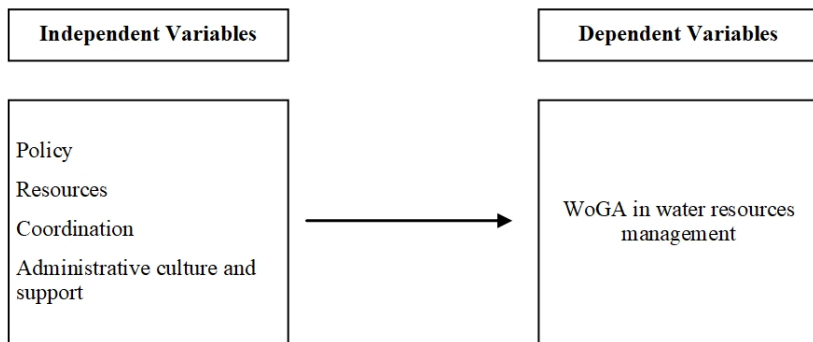 Independent Variables
Dependent Variables
Policy
Resources
Coordination
Administrative culture and
support
WoGA in water resources
management